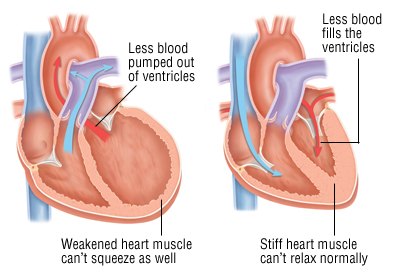 Less blood
pumped out
of ventricles
Less blood
fills the
ventricles
Weakened heart muscle
can't squeeze as well
Stiff heart muscle
can't relax normally